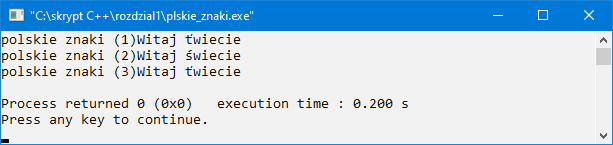 "C:\skrypt C++\rozdzial1\plskie_znaki.exe"
polskie znaki (1)Witaj ťwiecie
polskie znaki (2)Witaj świecie
polskie znaki (3)Witaj ťwiecie
Process returned 0 (0x0)   execution time : 0.200 s
Press any key to continue.